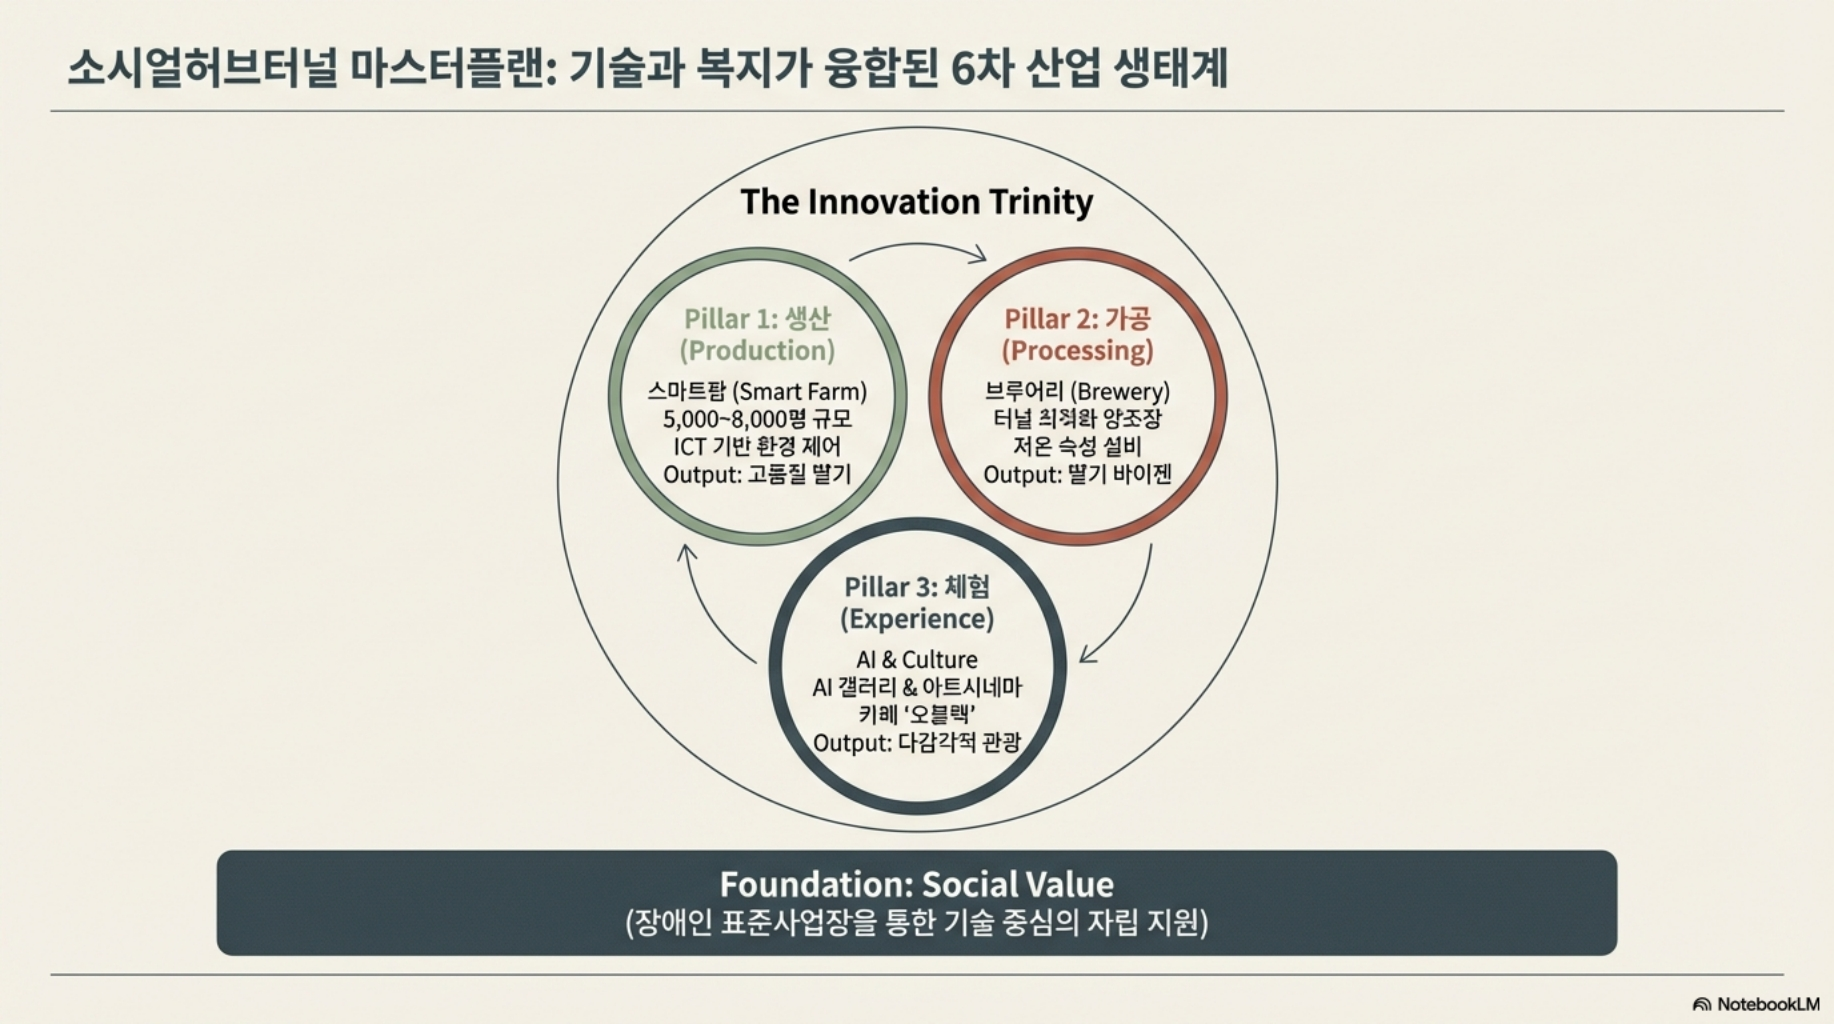 소시얼허브터널 마스터플랜: 기술과 복지가 융합된 6차 산업 생태계
The Innovation Trinity
Pillar 1: 생산
(Production)
스마트팜 (Smart Farm)
5,000~8,000명 규모
ICT 기반 환경 제어
Output: 고품질 딸기
Pillar 2: 가공
(Processing)
브루어리 (Brewery)
터널 최적화 양조장
저온 숙성 설비
Output: 딸기 바이젠
Pillar 3: 체험
(Experience)
AI & Culture
AI 갤러리 & 아트시네마
카페
Output: 다감각적 관광
Foundation: Social Value
(장애인 표준사업장을 통한 기술 중심의 자립 지원)
NotebookLM